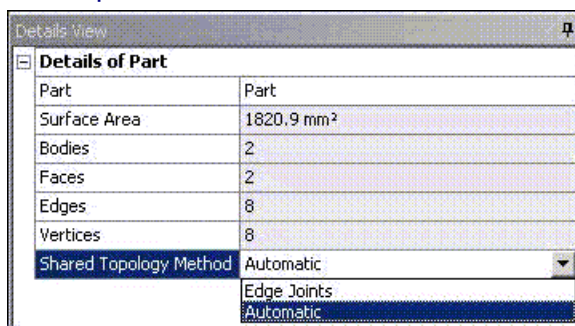 Details View
Details of Part
Part Part
Surface Area 1820.9 mm²
Bodies 2
Faces 2
Edges 8
Vertices 8
Shared Topology Method Automatic
Edge Joints
Automatic